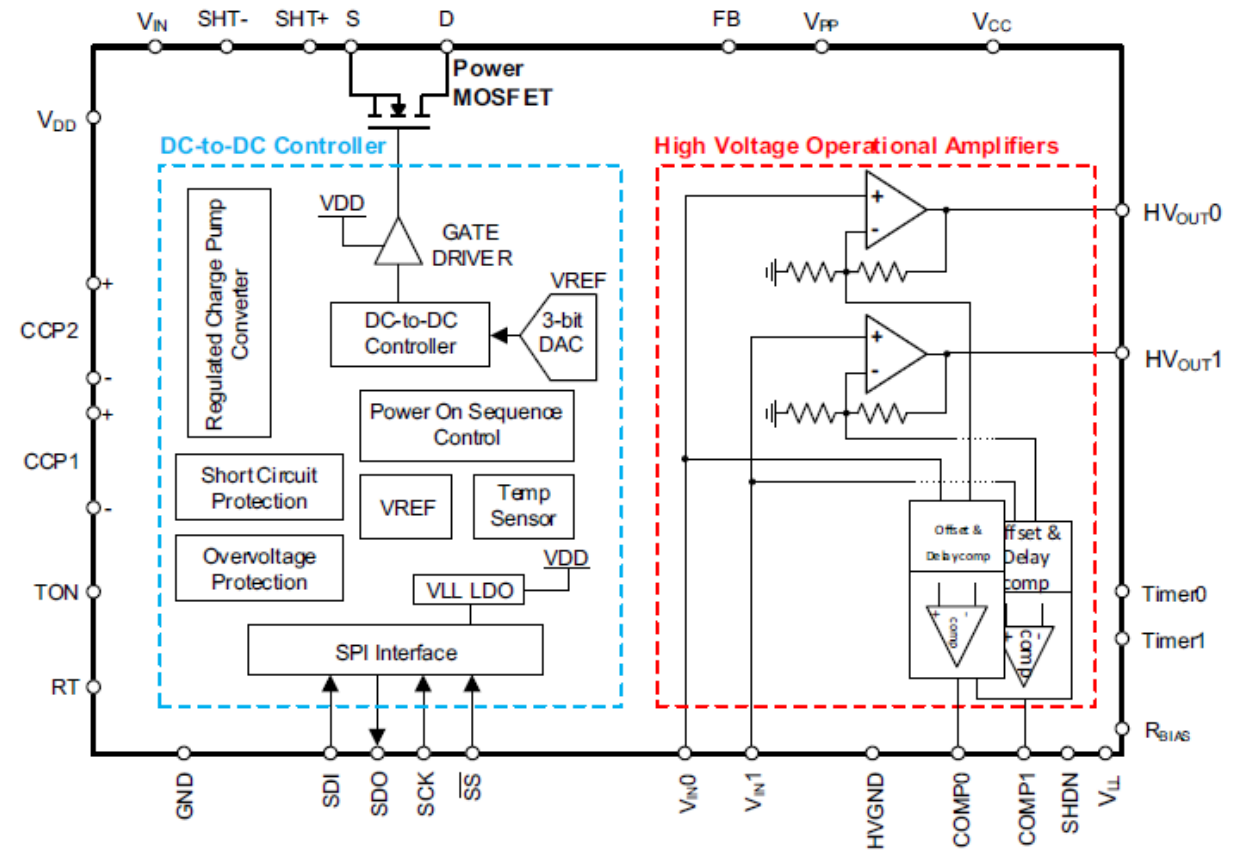 VIN SHT- SHT+ S D FB VPP VCC
Power
MOSFET
VDD
DC-to-DC Controller
High Voltage Operational Amplifiers
Regulated Charge Pump
Converter
VDD
GATE
DRIVER
VREF
DC-to-DC
Controller
3-bit
DAC
Power On Sequence
Control
Short Circuit
Protection
VREF
Temp
Sensor
Overvoltage
Protection
VDD
VLL LDO
SPI Interface
+
CCP2
-
+
CCP1
-
TON
RT
+
-
+
-
HVOUT0
HVOUT1
Offset &
Delay comp
+ -
comp
ffset &
Delay
comp
+ -
comp
Timer0
Timer1
RBIAS
GND
SDI
SDO
SCK
SS
VIN0
VIN1
HVGND
COMP0
COMP1
SHDN
VLL